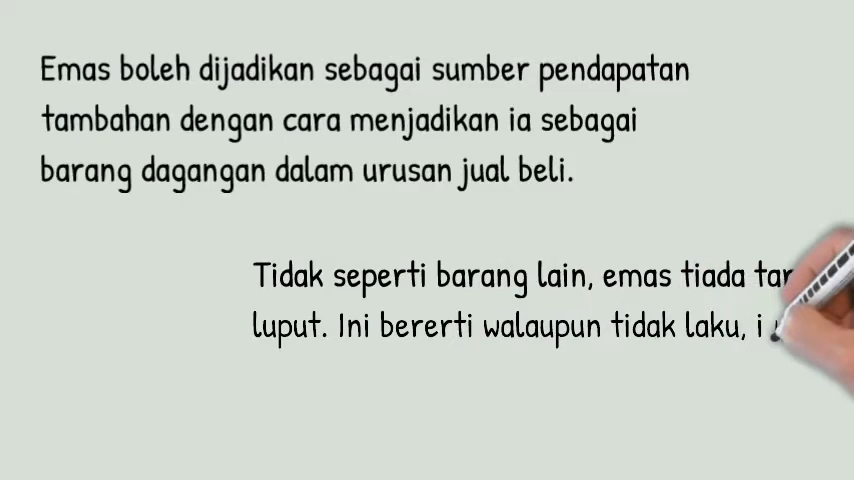 Emas boleh dijadikan sebagai sumber pendapatan
tambahan dengan cara menjadikan ia sebagai
barang dagangan dalam urusan jual beli.
Tidak seperti barang lain, emas tiada
luput. Ini bererti walaupun tidak laku,